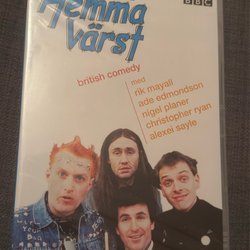 BBC
Hemma
värst
british comedy
med
rik mayall
ade edmondson
nigel planer
christopher ryan
alexei sayle